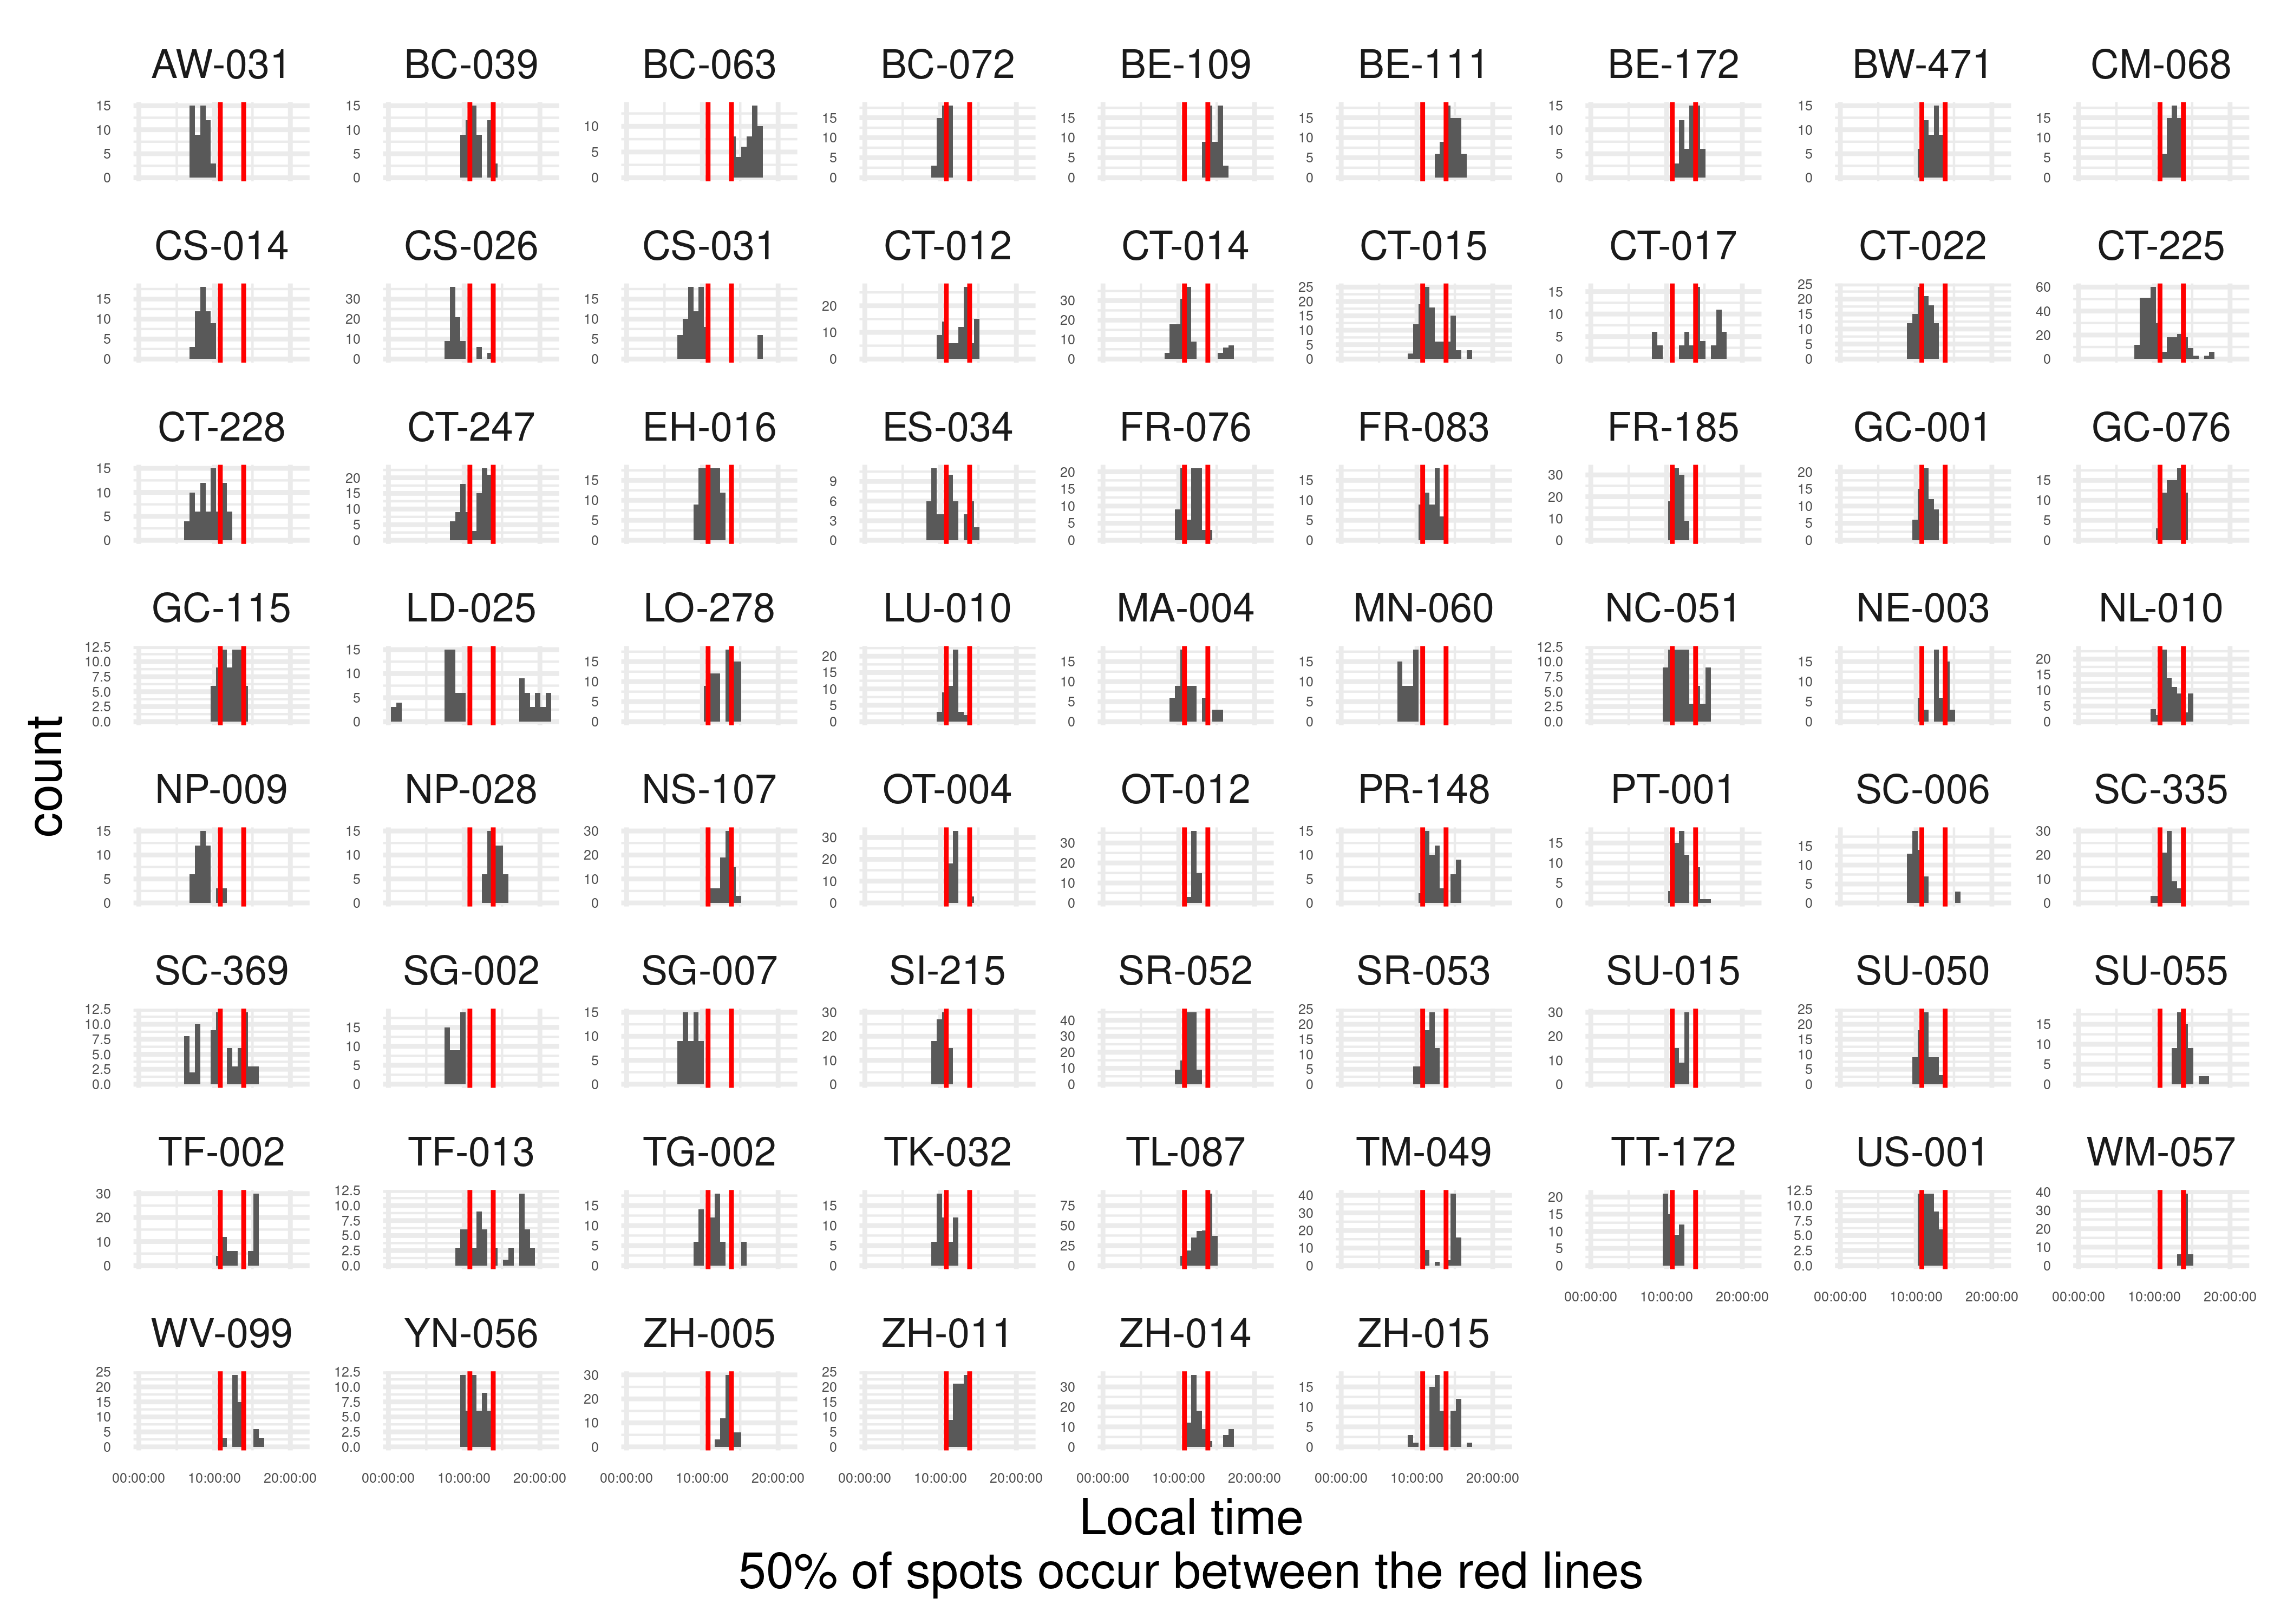 AW-031 BC-039 BC-063 BC-072 BE-109 BE-111 BE-172 BW-471 CM-068
15 15 15 15 15 15 15
10 10 10 10 10 10 10 10 10
5 5 5 5 5 5 5 5 5
0 0 0 0 0 0 0 0 0
CS-014 CS-026 CS-031 CT-012 CT-014 CT-015 CT-017 CT-022 CT-225
15 30 15 20 30 25 15 25 60
10 20 10 10 20 20 10 20 40
5 10 5 0 10 15 5 15 20
0 0 0 0 10 0 10 0
5 5
0 0
CT-228 CT-247 EH-016 ES-034 FR-076 FR-083 FR-185 GC-001 GC-076
15 20 15 9 20 15 30 20 15
10 15 10 6 15 10 20 15 10
5 10 5 3 10 5 10 10 5
0 5 0 0 5 0 0 5 0
0 0 0
GC-115 LD-025 LO-278 LU-010 MA-004 MN-060 NC-051 NE-003 NL-010
12.5 15 15 20 15 15 12.5 15 20
10.0 10 10 15 10 10 10.0 10 15
7.5 5 5 10 5 5 7.5 5 10
5.0 0 0 5 0 0 5.0 0 5
2.5 0 2.5 0
0.0 0.0
count
NP-009 NP-028 NS-107 OT-004 OT-012 PR-148 PT-001 SC-006 SC-335
15 15 30 30 30 15 15 15 30
10 10 20 20 20 10 10 10 20
5 5 10 10 10 5 5 5 10
0 0 0 0 0 0 0 0 0
SC-369 SG-002 SG-007 SI-215 SR-052 SR-053 SU-015 SU-050 SU-055
12.5 15 15 30 40 25 30 25 15
10.0 10 10 20 30 20 20 20 10
7.5 5 5 10 20 15 10 15 5
5.0 0 0 0 10 10 0 10 0
2.5 0 5 5
0.0 0 0
TF-002 TF-013 TG-002 TK-032 TL-087 TM-049 TT-172 US-001 WM-057
30 12.5 15 15 75 40 20 12.5 40
20 10.0 10 10 50 30 15 10.0 30
10 7.5 5 5 25 20 10 7.5 20
0 5.0 0 0 0 10 5 5.0 10
2.5 0 0 2.5 0
0.0 0.0
00:00:00 10:00:00 20:00:00 00:00:00 10:00:00 20:00:00 00:00:00 10:00:00 20:00:00
WV-099 YN-056 ZH-005 ZH-011 ZH-014 ZH-015
25 12.5 30 25 30 15
20 10.0 20 20 20 10
15 7.5 10 15 10 5
10 5.0 0 10 0 0
5 2.5 5
0 0.0 0
00:00:00 10:00:00 20:00:00 00:00:00 10:00:00 20:00:00 00:00:00 10:00:00 20:00:00 00:00:00 10:00:00 20:00:00 00:00:00 10:00:00 20:00:00 00:00:00 10:00:00 20:00:00
Local time
50% of spots occur between the red lines